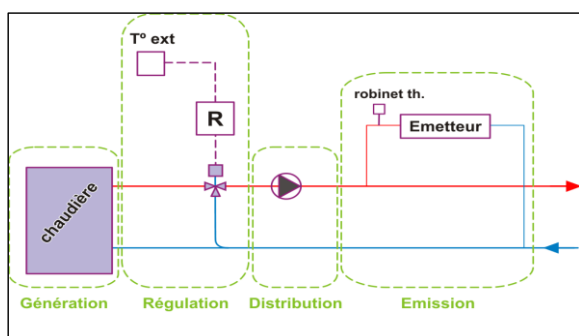 T° ext
robinet th.
R
Emetteur
chaudière
Génération
Régulation
Distribution
Emission